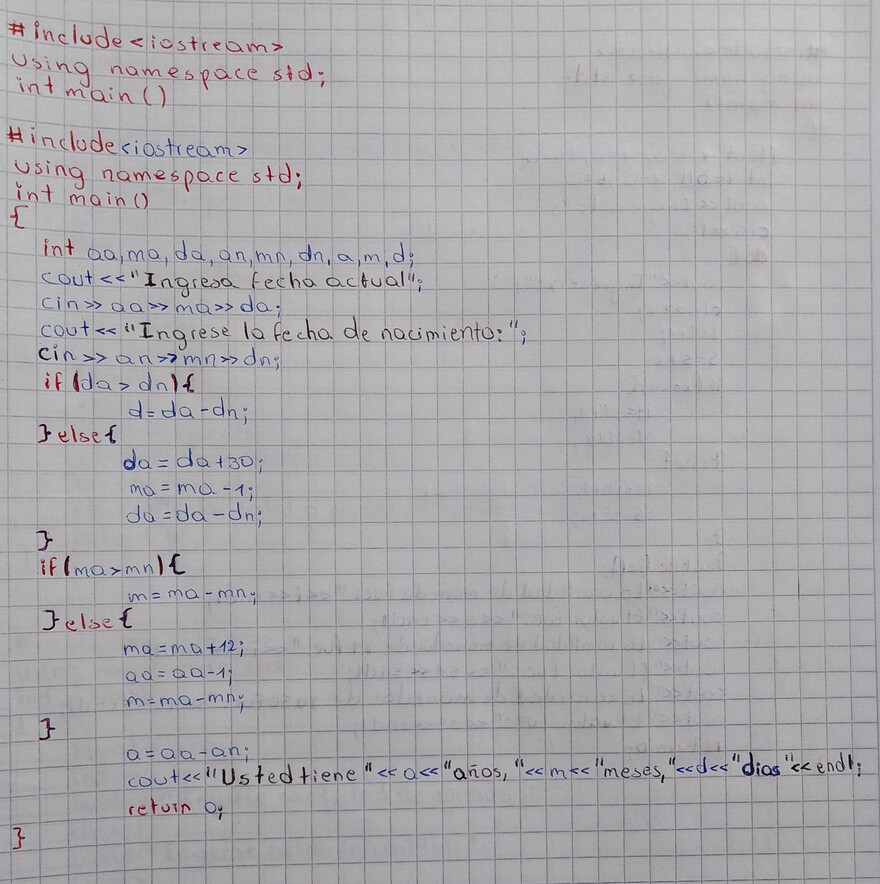 #include<iostream>
using namespace std;
int main()
#include<iostream>
using namespace std;
int main()
{
int aa,ma,da,an,mn,dn,a,m,d;
cout<<"Ingresa fecha actual";
cin>>aa>>ma>>da;
cout<<"Ingrese la fecha de nacimiento:";
cin>>an>>mn>>dn;
if(da>dn){
d=da-dn;
}else{
da=da+30;
ma=ma-1;
da=da-dn;
}
if(ma>mn){
m=ma-mn;
}else{
ma=ma+12;
aa=aa-1;
m=ma-mn;
}
a=aa-an;
cout<<"Usted tiene "<<a<<"años, "<<m<<"meses,"<<d<<"dias"<<endl;
return 0;
}